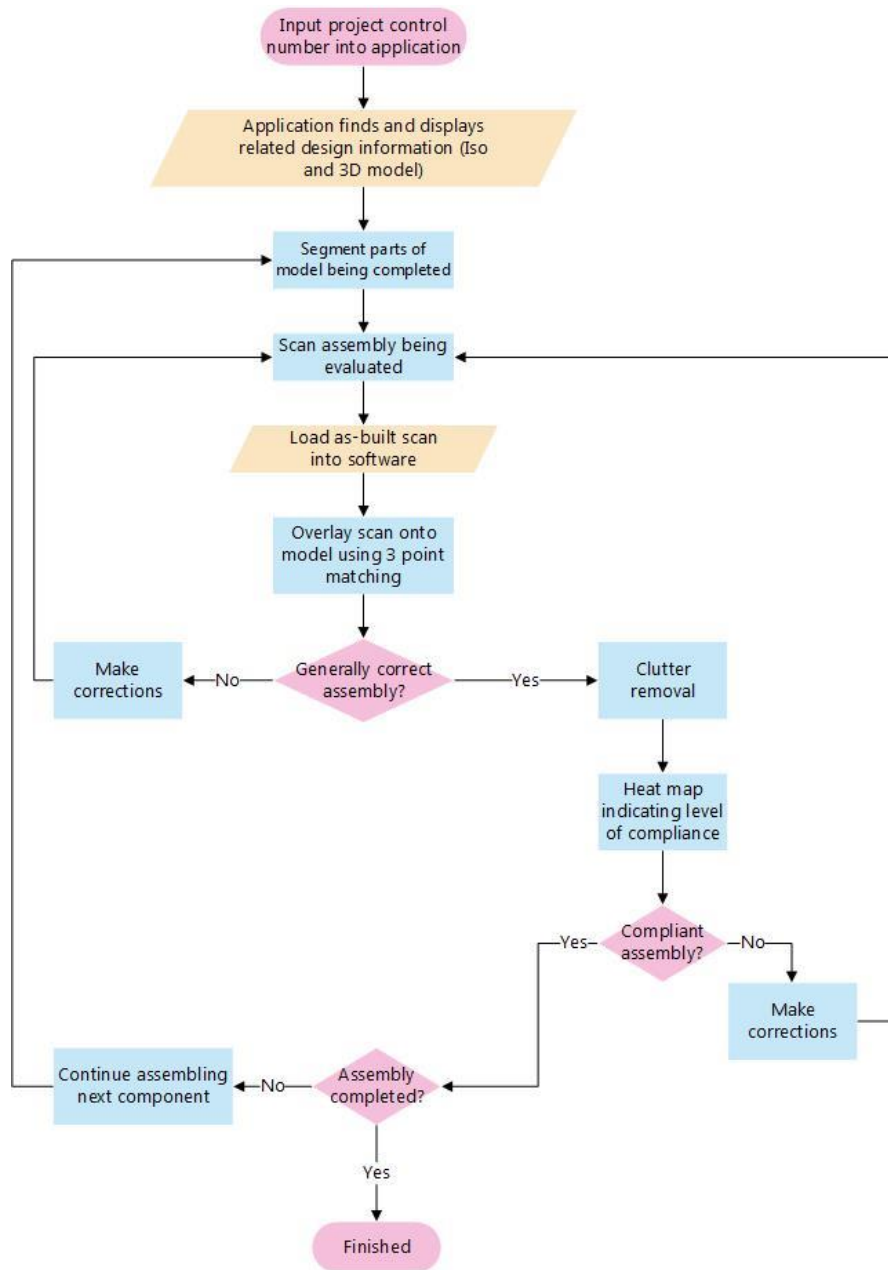 Input project control
number into application
Application finds and displays
related design information (Iso
and 3D model)
Segment parts of
model being completed
Scan assembly being
evaluated
Load as-built scan
into software
Overlay scan onto
model using 3 point
matching
Make
corrections
No
Generally correct
assembly?
Yes
Clutter
removal
Heat map
indicating level
of compliance
Yes
Compliant
assembly?
No
Make
corrections
Continue assembling
next component
No
Assembly
completed?
Yes
Finished